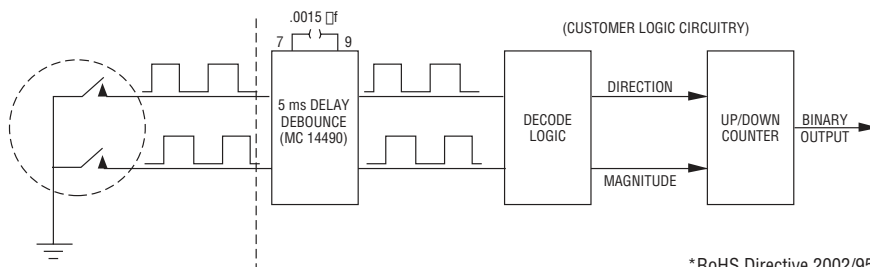 .0015 □f
7 9
(CUSTOMER LOGIC CIRCUITRY)
5 ms DELAY
DEBOUNCE
(MC 14490)
DECODE
LOGIC
DIRECTION
MAGNITUDE
UP/DOWN
COUNTER
BINARY
OUTPUT
*RoHS Directive 2002/95